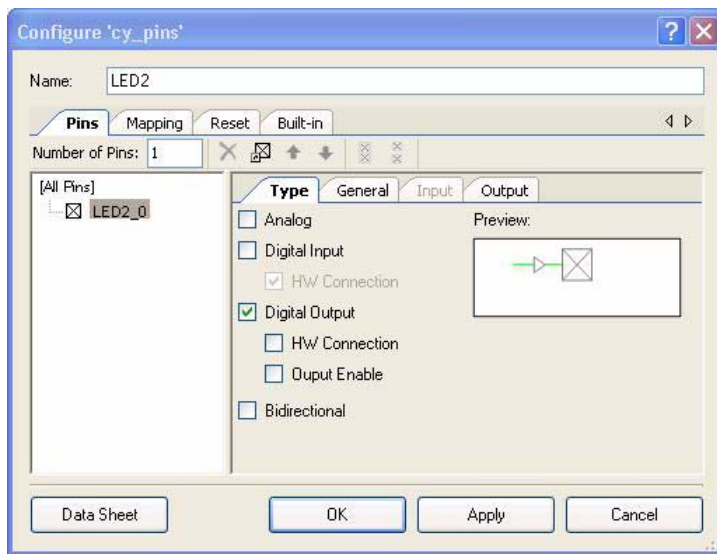 Configure 'cy_pins'
Name: LED2
Pins Mapping Reset Built-in
Number of Pins: 1
[All Pins]
LED2_0
Type General Input Output
Analog
Preview:
Digital Input
HW Connection
Digital Output
HW Connection
Ouput Enable
Bidirectional
Data Sheet OK Apply Cancel